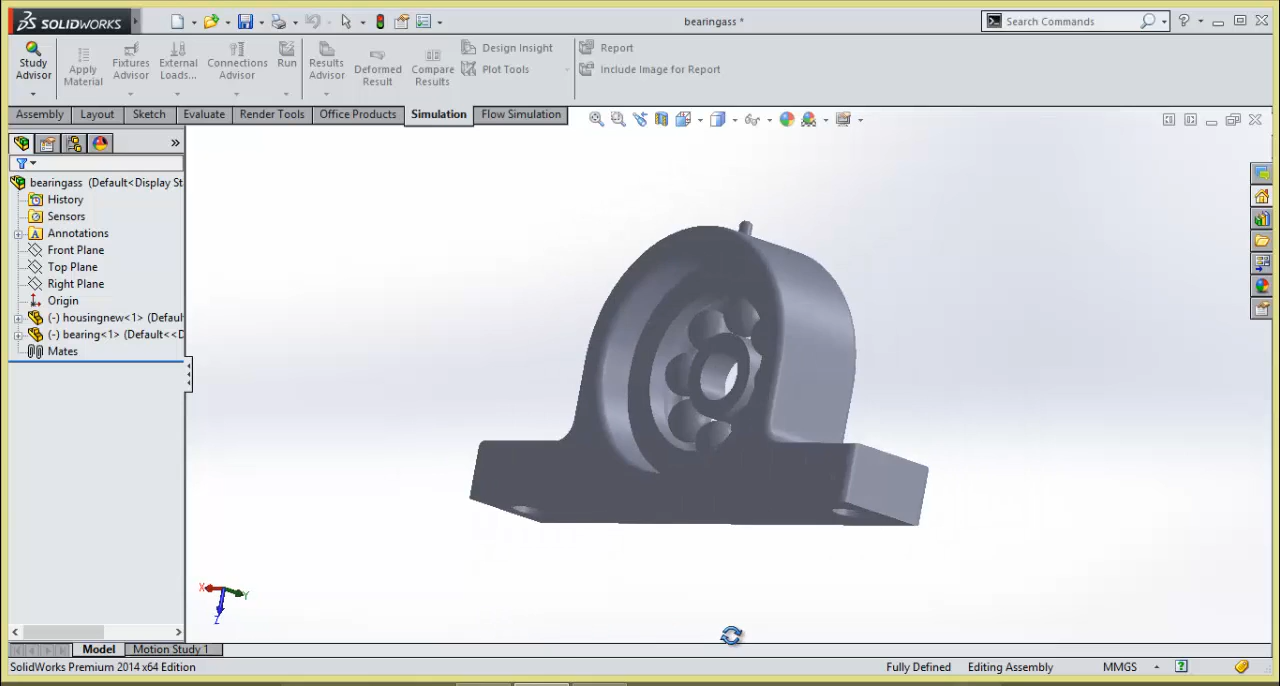 SOLIDWORKS
bearingass *
Search Commands
Study Advisor
Apply Material
Fixtures Advisor
External Loads...
Connections Advisor
Run
Results Advisor
Deformed Result
Compare Results
Design Insight
Plot Tools
Report
Include Image for Report
Assembly Layout Sketch Evaluate Render Tools Office Products Simulation Flow Simulation
bearingass (Default<Display St
History
Sensors
A Annotations
Front Plane
Top Plane
Right Plane
Origin
(-) housingnew<1> (Defaul
(-) bearing<1> (Default<<D
Mates
X Y
Z
Model Motion Study 1
SolidWorks Premium 2014 x64 Edition Fully Defined Editing Assembly MMGS